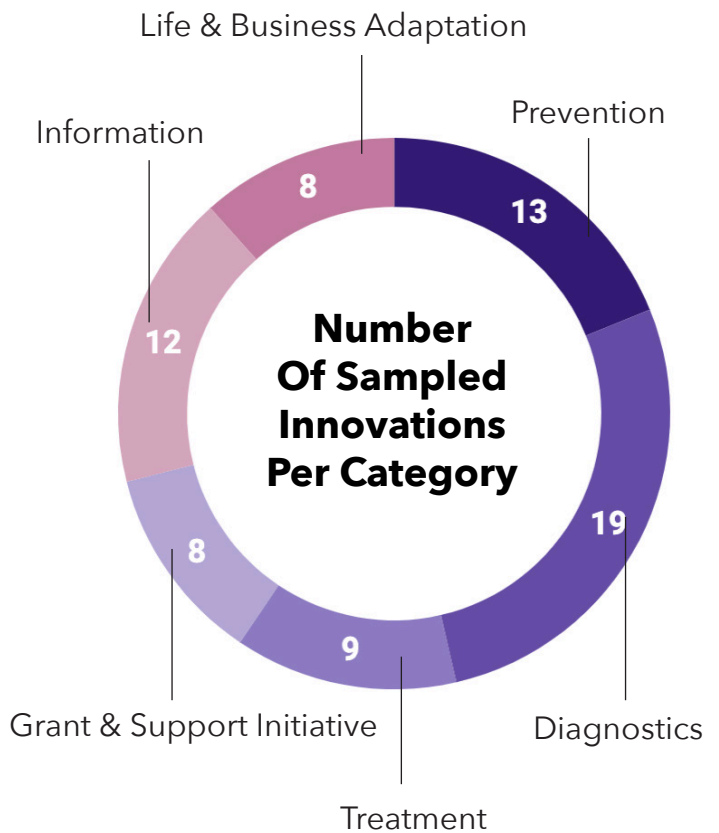 Life & Business Adaptation
Prevention
Information
8
13
Number
Of Sampled
Innovations
Per Category
12
19
8
9
Grant & Support Initiative
Diagnostics
Treatment